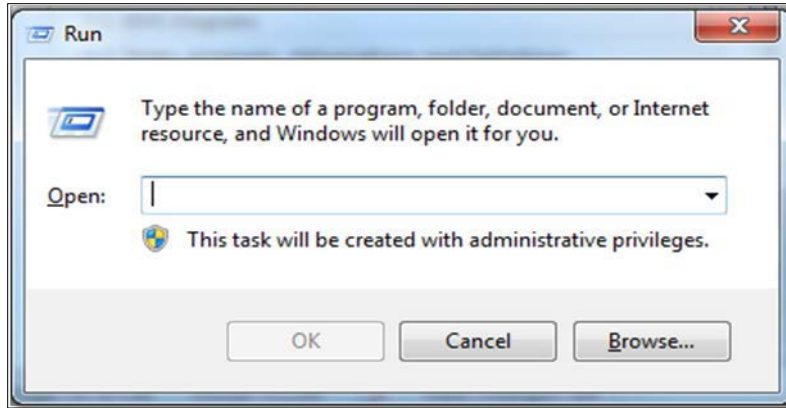 Run
Type the name of a program, folder, document, or Internet
resource, and Windows will open it for you.
Open:
This task will be created with administrative privileges.
OK
Cancel
Browse...